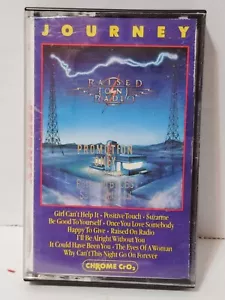 JOURNEY
RAISED
ON
RADIO
PROMOTION
Girl Can't Help It - Positive Touch - Suzanne
Be Good To Yourself - Once You Love Somebody
Happy To Give - Raised On Radio
I'll Be Alright Without You
It Could Have Been You - The Eyes Of A Woman
Why Can't This Night Go On Forever
CHROME CrO₂